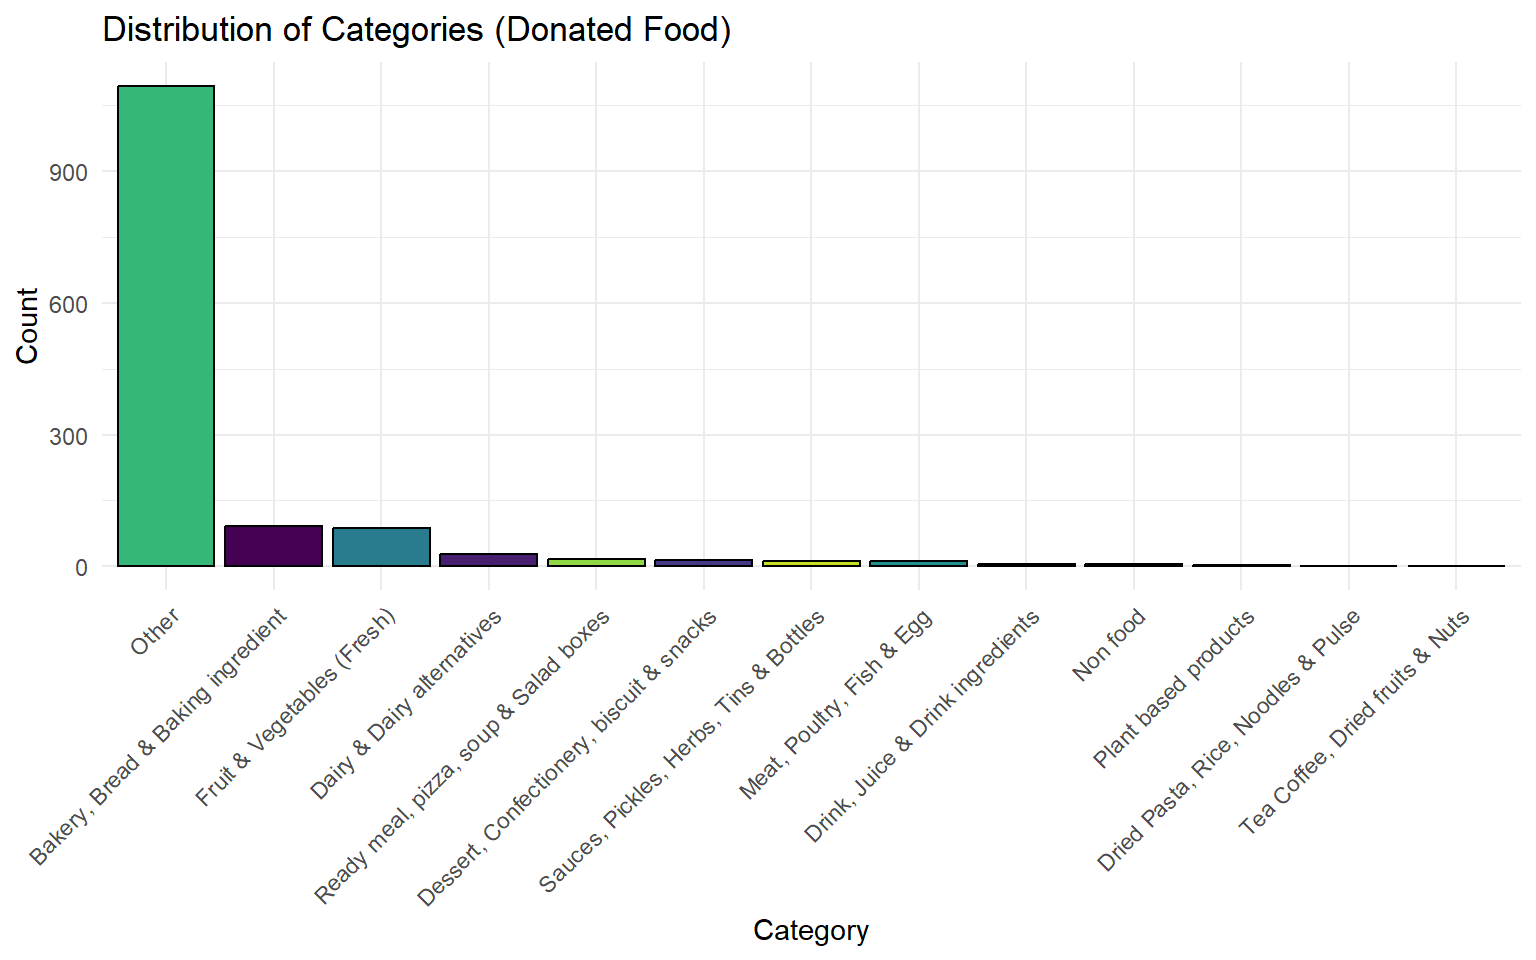 Distribution of Categories (Donated Food)
Count
900
600
300
0
Other
Bakery, Bread & Baking ingredient
Fruit & Vegetables (Fresh)
Dairy & Dairy alternatives
Ready meal, pizza, soup & Salad boxes
Dessert, Confectionery, biscuit & snacks
Sauces, Pickles, Herbs, Tins & Bottles
Meat, Poultry, Fish & Egg
Drink, Juice & Drink ingredients
Non food
Plant based products
Dried Pasta, Rice, Noodles & Pulse
Tea Coffee, Dried fruits & Nuts
Category